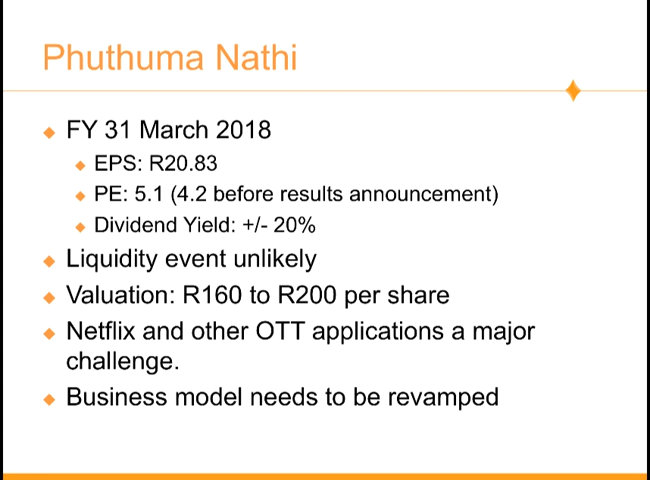 Phuthuma Nathi
FY 31 March 2018
EPS: R20.83
PE: 5.1 (4.2 before results announcement)
Dividend Yield: +/- 20%
Liquidity event unlikely
Valuation: R160 to R200 per share
Netflix and other OTT applications a major
challenge.
Business model needs to be revamped